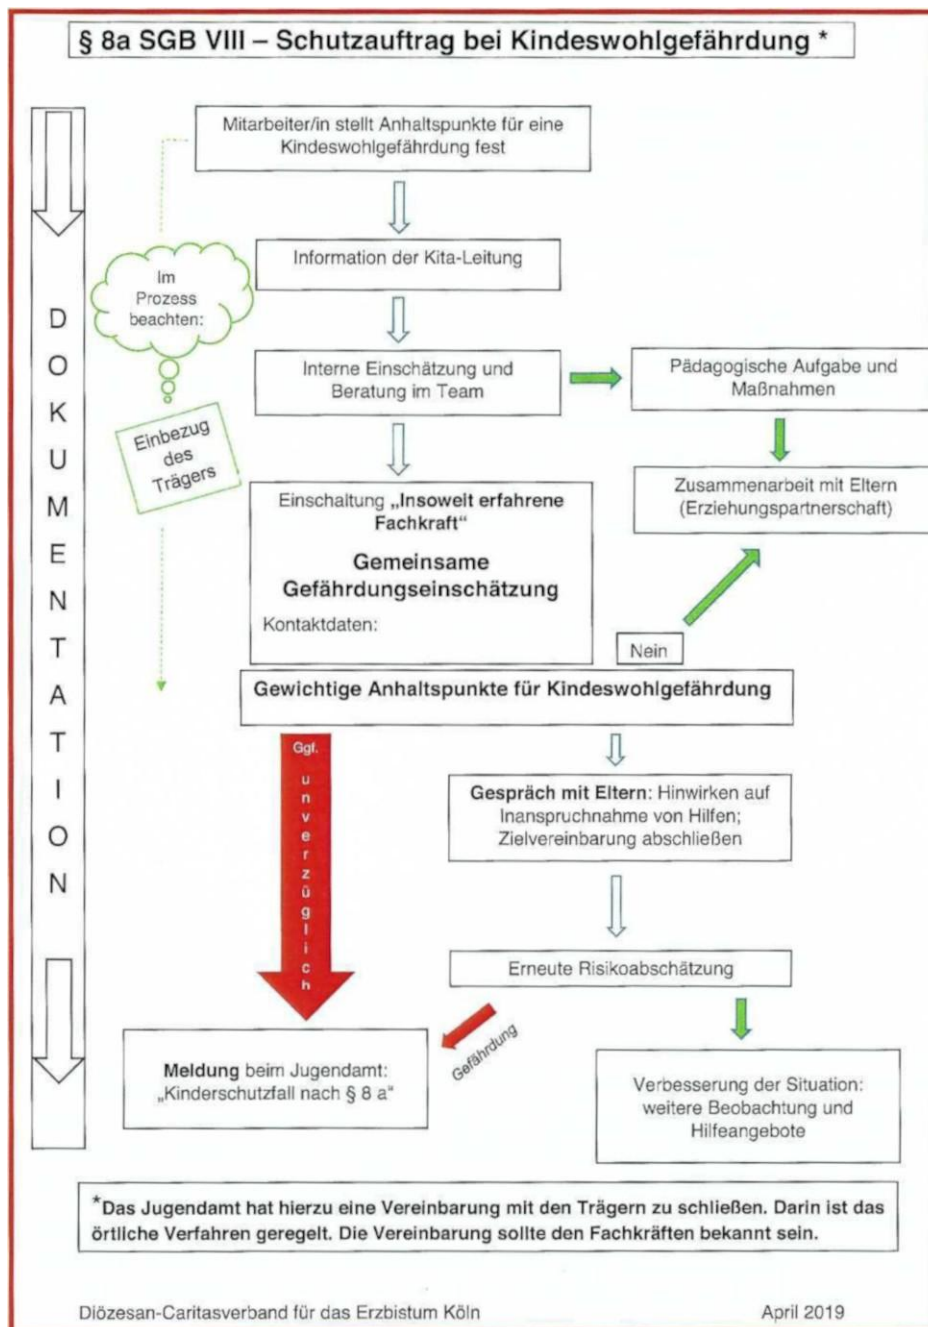 § 8a SGB VIII – Schutzauftrag bei Kindeswohlgefährdung *
Mitarbeiter/in stellt Anhaltspunkte für eine
Kindeswohlgefährdung fest
Information der Kita-Leitung
Im
Prozess
beachten:
Interne Einschätzung und
Beratung im Team
Pädagogische Aufgabe und
Maßnahmen
Einbezug
des
Trägers
Zusammenarbeit mit Eltern
(Erziehungspartnerschaft)
Einschaltung „Insowelt erfahrene
Fachkraft“
Gemeinsame
Gefährdungseinschätzung
Kontaktdaten:
Nein
Gewichtige Anhaltspunkte für Kindeswohlgefährdung
Ggf.
unverzüglich
Gespräch mit Eltern: Hinwirken auf
Inanspruchnahme von Hilfen;
Zielvereinbarung abschließen
Erneute Risikoabschätzung
Gefährdung
Meldung beim Jugendamt:
„Kinderschutzfall nach § 8 a“
Verbesserung der Situation:
weitere Beobachtung und
Hilfeangebote
DOKUMENTATION
*Das Jugendamt hat hierzu eine Vereinbarung mit den Trägern zu schließen. Darin ist das
örtliche Verfahren geregelt. Die Vereinbarung sollte den Fachkräften bekannt sein.
Diözesan-Caritasverband für das Erzbistum Köln
April 2019